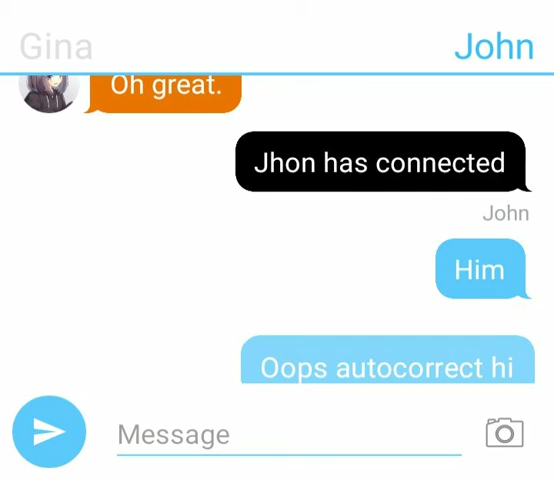 Gina
John
Oh great.
Jhon has connected
John
Him
Oops autocorrect hi
Message